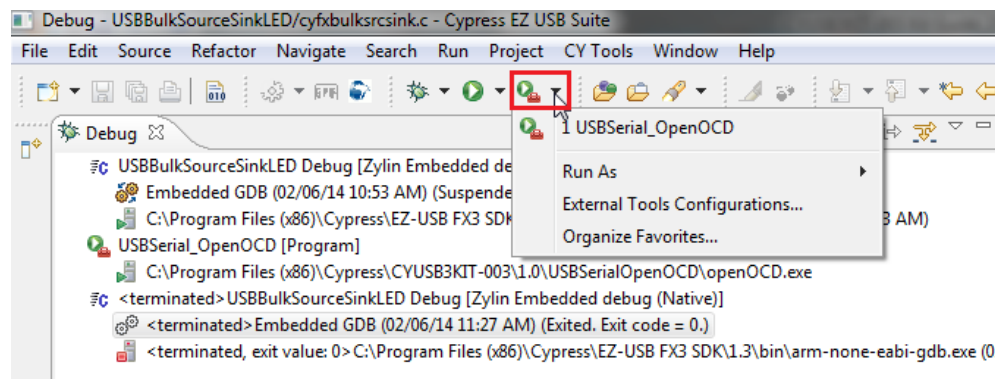 Debug - USBBulkSourceSinkLED/cyfxbulksrcsink.c - Cypress EZ USB Suite
File Edit Source Refactor Navigate Search Run Project CY Tools Window Help
010
Debug
1 USBSerial_OpenOCD
Run As
External Tools Configurations...
Organize Favorites...
USBBulkSourceSinkLED Debug [Zylin Embedded de
Embedded GDB (02/06/14 10:53 AM) (Suspende
C:\Program Files (x86)\Cypress\EZ-USB FX3 SDK
3 AM)
USBSerial_OpenOCD [Program]
C:\Program Files (x86)\Cypress\CYUSB3KIT-003\1.0\USBSerialOpenOCD\openOCD.exe
<terminated>USBBulkSourceSinkLED Debug [Zylin Embedded debug (Native)]
<terminated>Embedded GDB (02/06/14 11:27 AM) (Exited. Exit code = 0.)
<terminated, exit value: 0>C:\Program Files (x86)\Cypress\EZ-USB FX3 SDK\1.3\bin\arm-none-eabi-gdb.exe (0